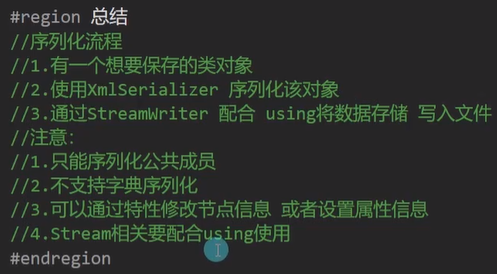 #region 总结
//序列化流程
//1.有一个想要保存的类对象
//2.使用XmlSerializer 序列化该对象
//3.通过StreamWriter 配合 using将数据存储 写入文件
//注意:
//1.只能序列化公共成员
//2.不支持字典序列化
//3.可以通过特性修改节点信息 或者设置属性信息
//4.Stream相关要配合using使用
#endregion